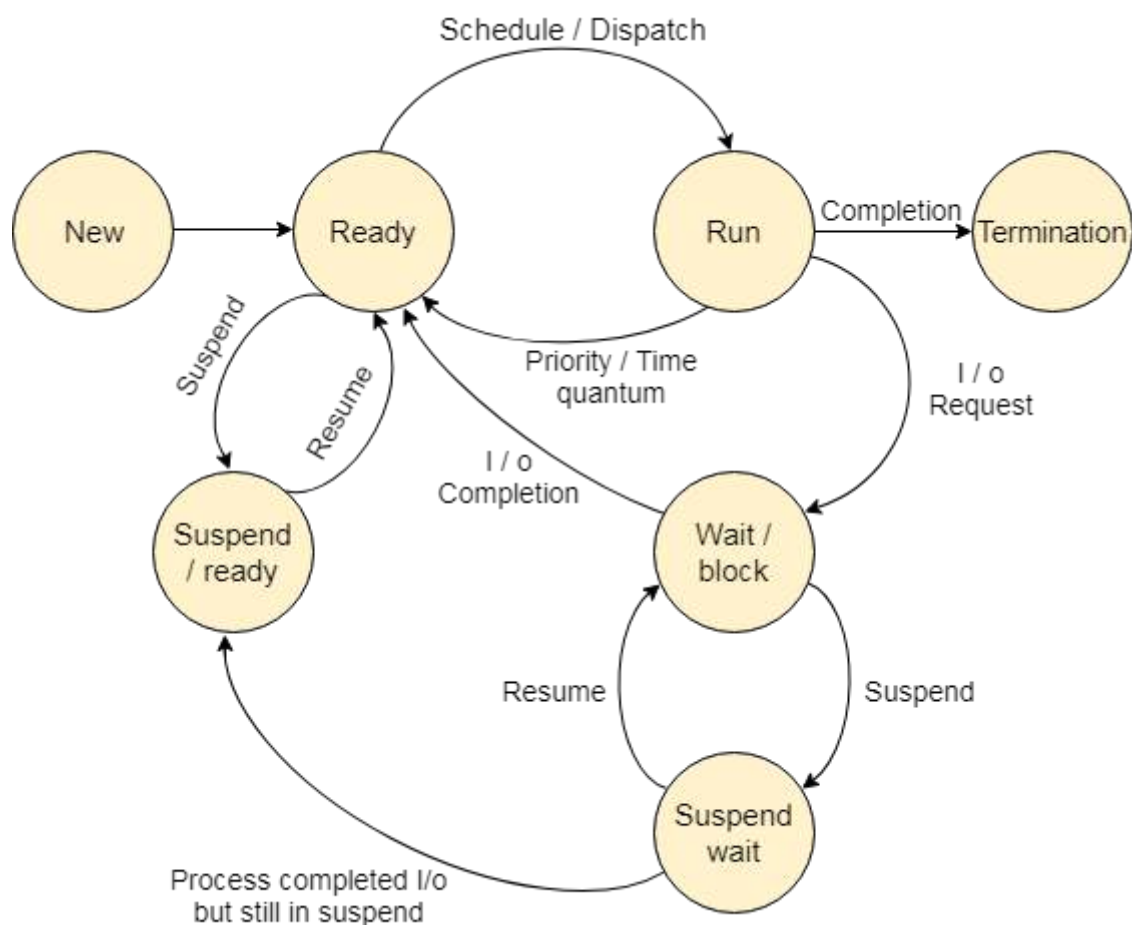 Schedule / Dispatch
New
Ready
Run
Completion
Termination
Suspend
Resume
Priority / Time
quantum
I / o
Request
I / o
Completion
Suspend
/ ready
Wait /
block
Resume
Suspend
Suspend
wait
Process completed I/o
but still in suspend